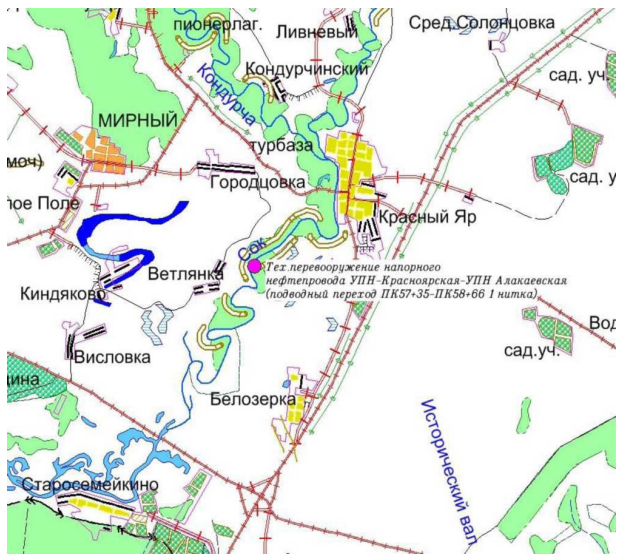 пионерлаг.
Ливневый
Сред.Солонцовка
Кондурчинский
Кондурча
сад. уч.
МИРНЫЙ
турбаза
моч)
Городцовка
сад. у
лое Поле
Красный Яр
Сок
Тех.перевооружение напорного
нефтепровода УПН-Красноярская-УПН Алакаевская
(подводный переход ПК57+35-ПК58+66 1 нитка)
Ветлянка
Киндяково
Вод
Висловка
сад.уч.
цина
Белозерка
Исторический вал
Старосемейкино